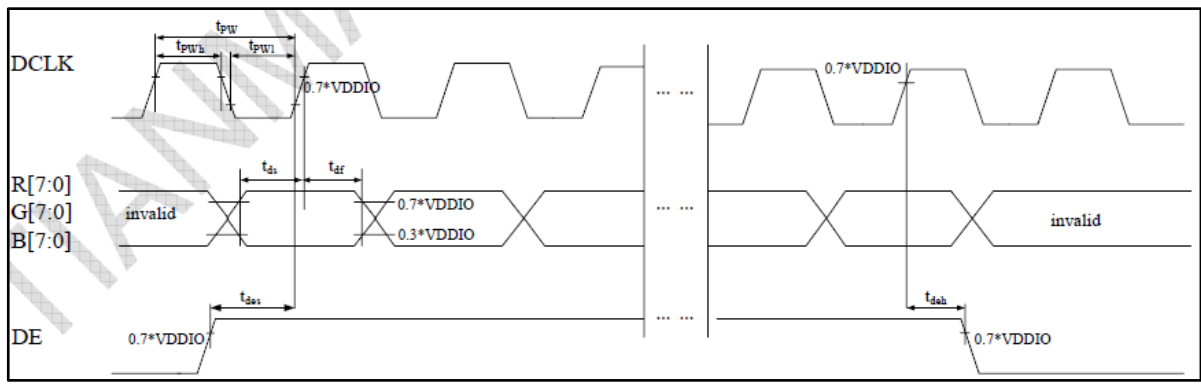 tPW
tPWh
tPWl
DCLK
0.7*VDDIO
0.7*VDDIO
... ...
tds
tdf
R[7:0]
G[7:0]
B[7:0]
invalid
0.7*VDDIO
0.3*VDDIO
... ...
invalid
tdes
tdeh
DE
0.7*VDDIO
... ...
0.7*VDDIO
TIANMA